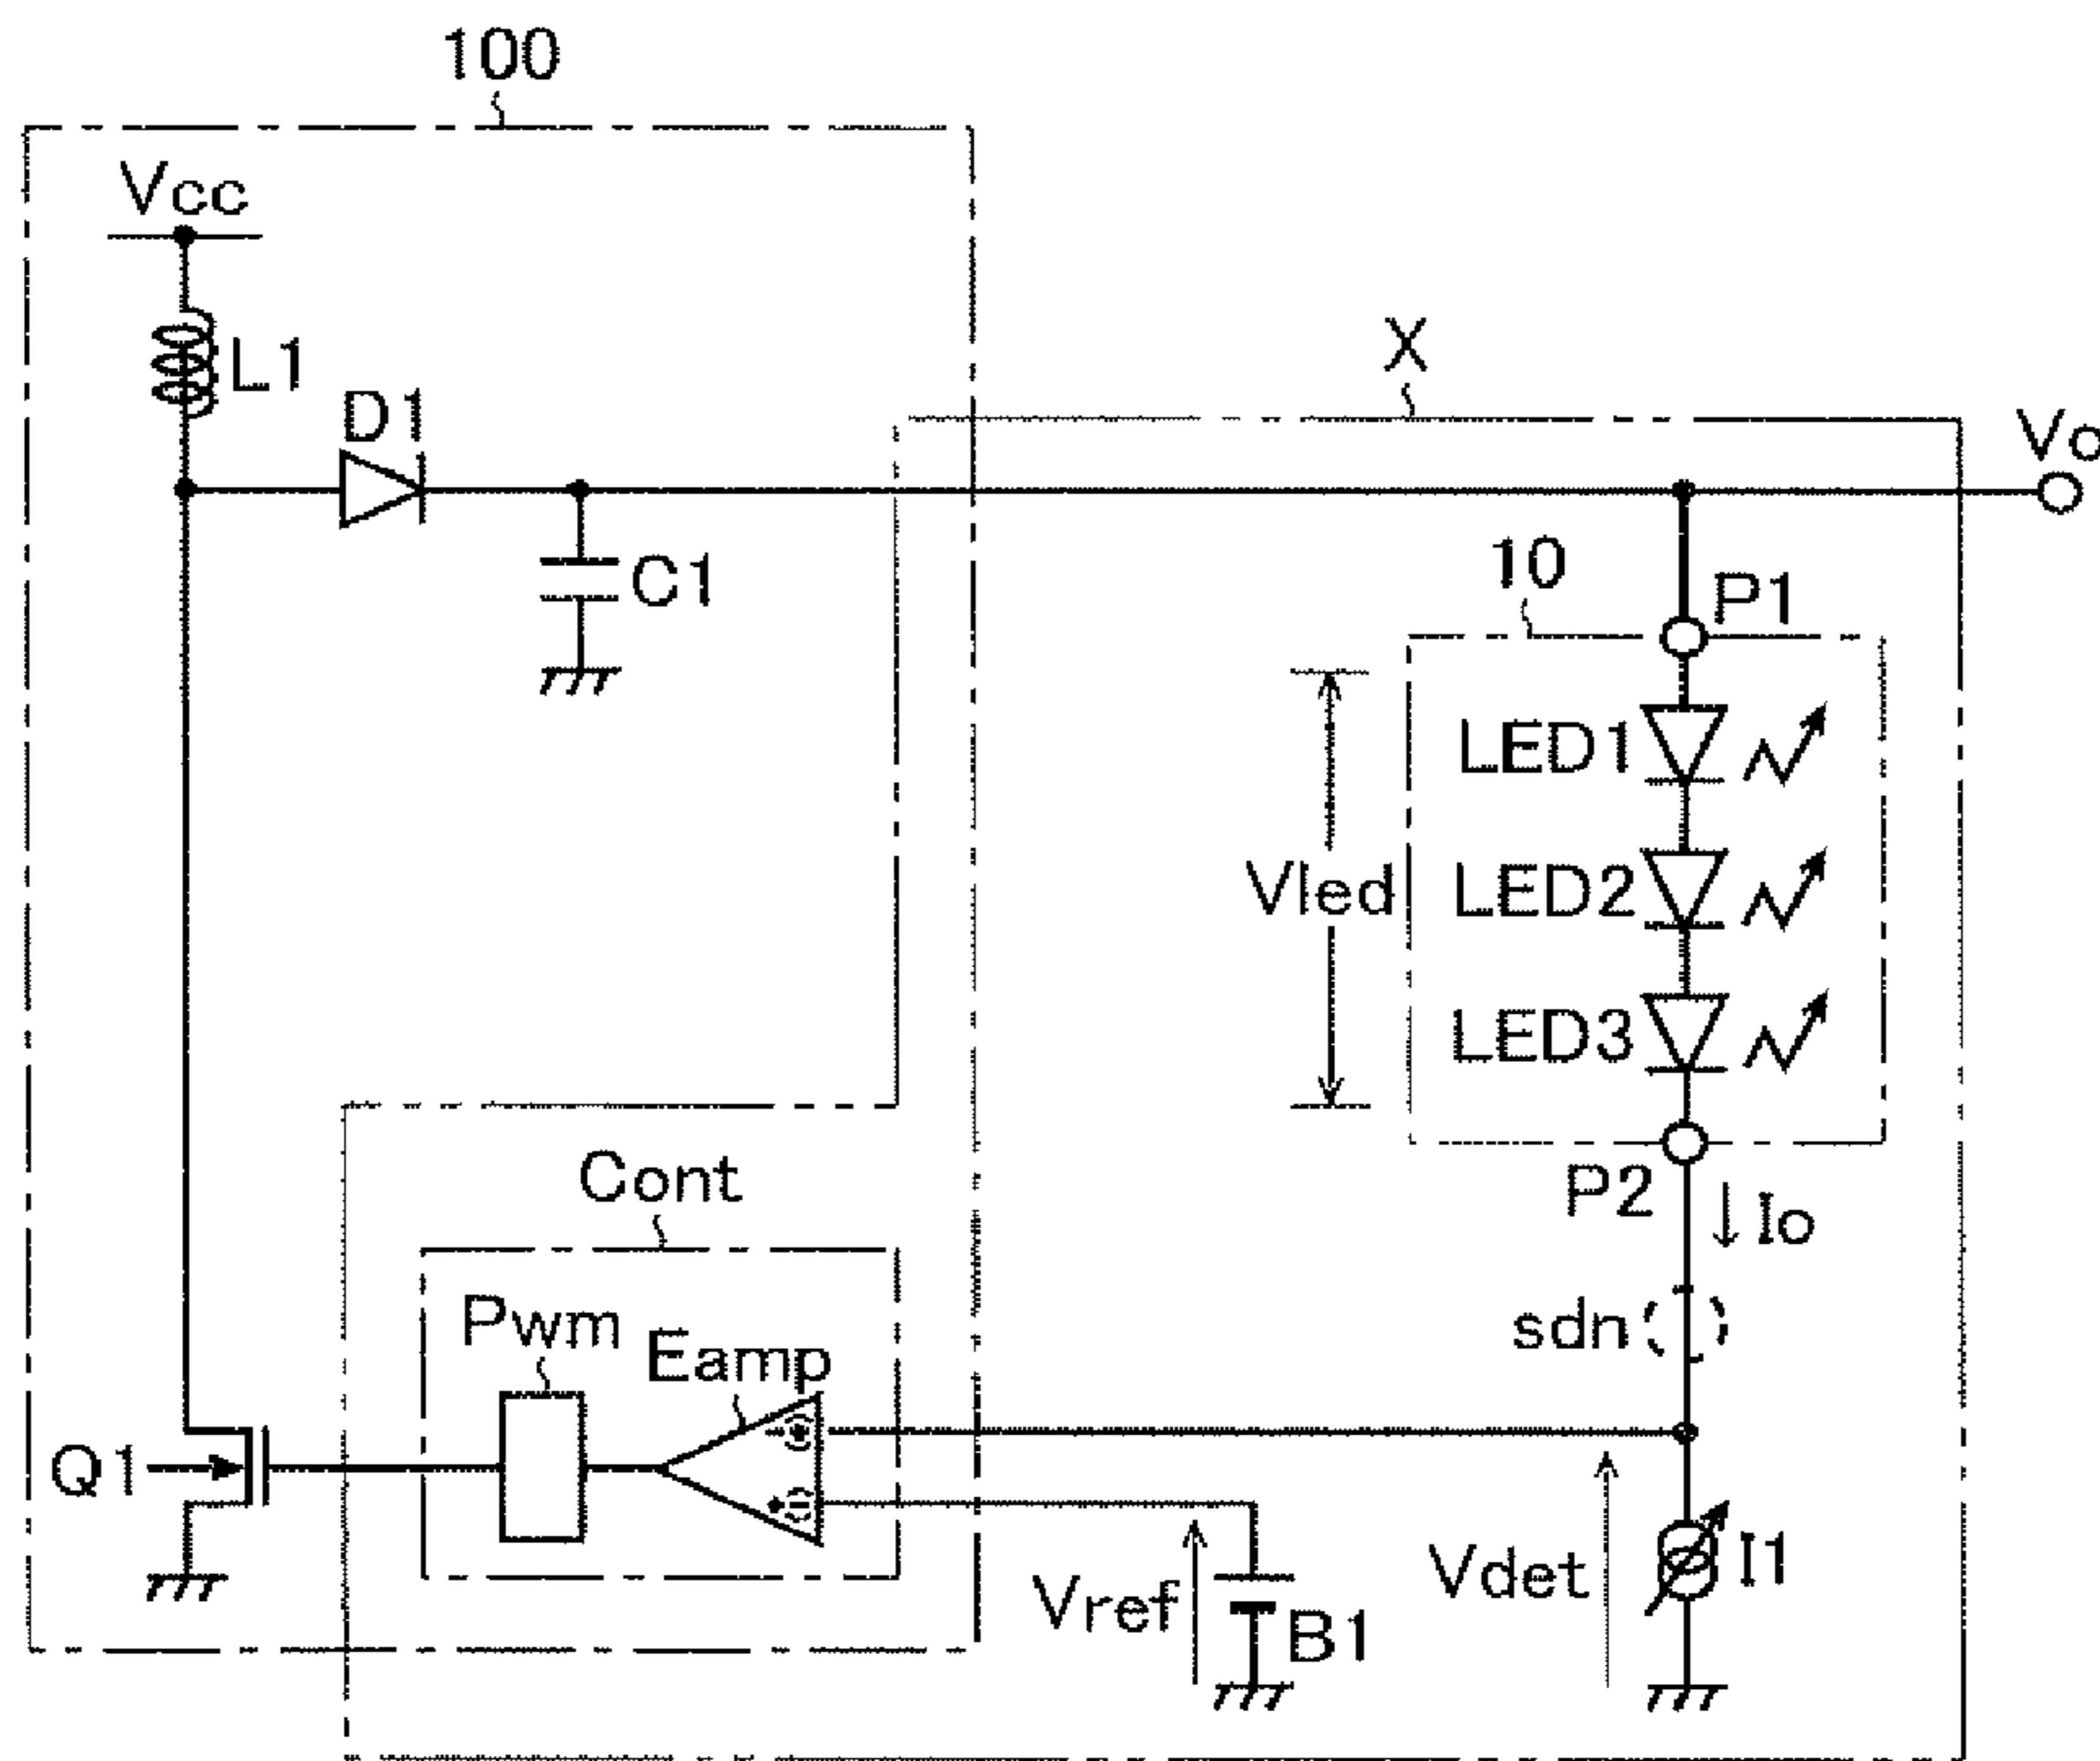 100
Vcc
L1
D1
X
Vo
C1
10
P1
LED1
Vled
LED2
LED3
Cont
P2
Io
Pwm
Eamp
sdn
Q1
Vref
B1
Vdet
I1